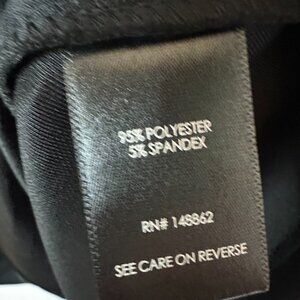 95% POLYESTER
5% SPANDEX
RN# 148862
SEE CARE ON REVERSE